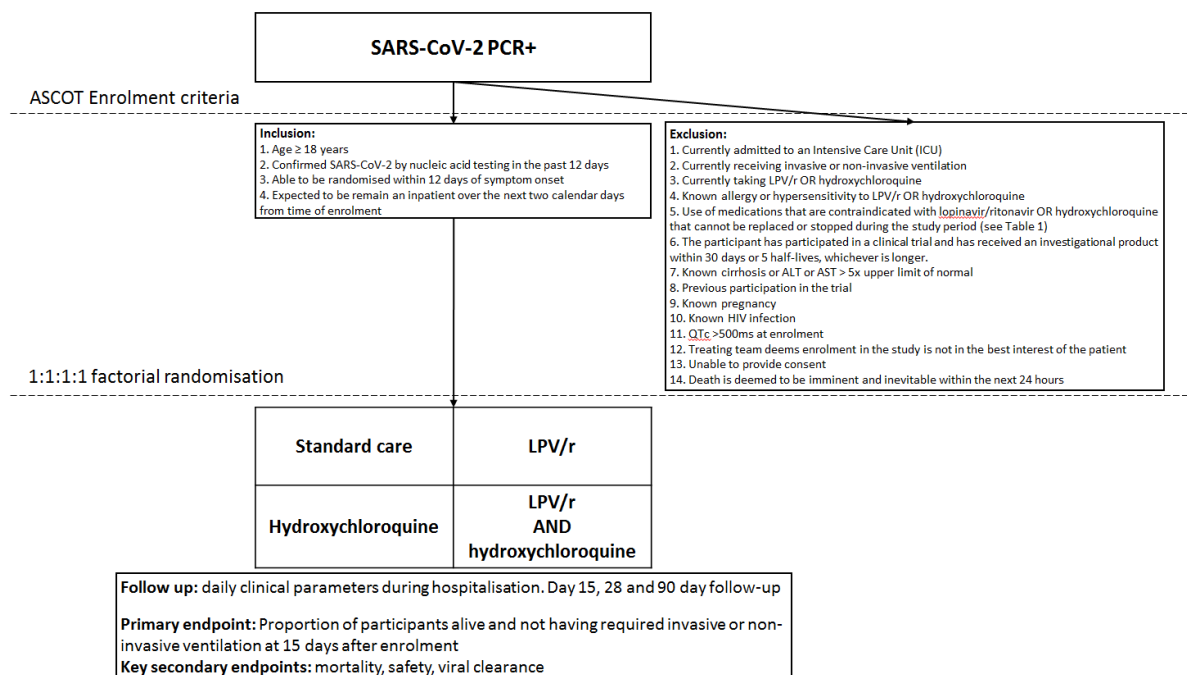 SARS-CoV-2 PCR+
ASCOT Enrolment criteria
Inclusion:
1. Age ≥ 18 years
2. Confirmed SARS-CoV-2 by nucleic acid testing in the past 12 days
3. Able to be randomised within 12 days of symptom onset
4. Expected to be remain an inpatient over the next two calendar days
from time of enrolment
Exclusion:
1. Currently admitted to an Intensive Care Unit (ICU)
2. Currently receiving invasive or non-invasive ventilation
3. Currently taking LPV/r OR hydroxychloroquine
4. Known allergy or hypersensitivity to LPV/r OR hydroxychloroquine
5. Use of medications that are contraindicated with lopinavir/ritonavir OR hydroxychloroquine
that cannot be replaced or stopped during the study period (see Table 1)
6. The participant has participated in a clinical trial and has received an investigational product
within 30 days or 5 half-lives, whichever is longer.
7. Known cirrhosis or ALT or AST > 5x upper limit of normal
8. Previous participation in the trial
9. Known pregnancy
10. Known HIV infection
11. QTc >500ms at enrolment
12. Treating team deems enrolment in the study is not in the best interest of the patient
13. Unable to provide consent
14. Death is deemed to be imminent and inevitable within the next 24 hours
1:1:1:1 factorial randomisation
Standard care
LPV/r
Hydroxychloroquine
LPV/r
AND
hydroxychloroquine
Follow up: daily clinical parameters during hospitalisation. Day 15, 28 and 90 day follow-up
Primary endpoint: Proportion of participants alive and not having required invasive or non-
invasive ventilation at 15 days after enrolment
Key secondary endpoints: mortality, safety, viral clearance